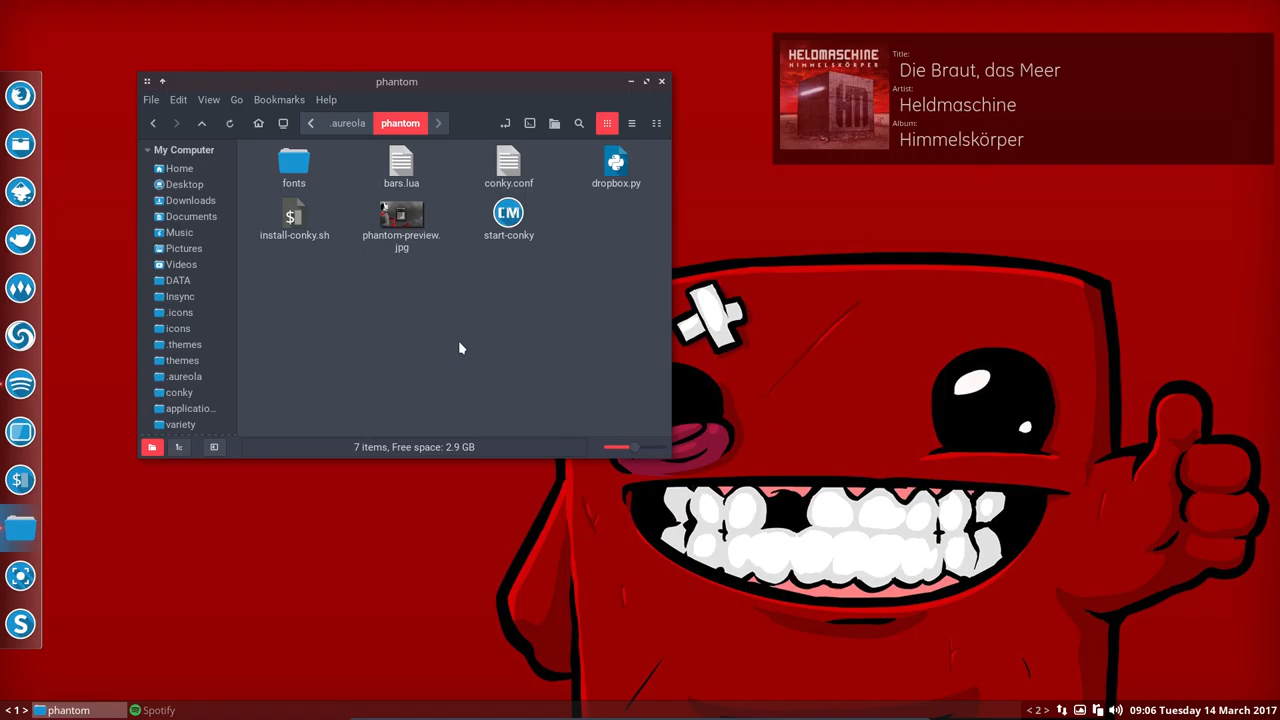 phantom
File Edit View Go Bookmarks Help
.aureola phantom
My Computer
Home
Desktop
Downloads
Documents
Music
Pictures
Videos
DATA
Insync
.icons
icons
.themes
themes
.aureola
conky
applicatio...
variety
fonts
bars.lua
conky.conf
dropbox.py
install-conky.sh
phantom-preview.
jpg
CM
start-conky
7 items, Free space: 2.9 GB
HELDMASCHINE
HIMMELSKÖRPER
Title:
Die Braut, das Meer
Artist:
Heldmaschine
Album:
Himmelskörper
< 1 > phantom Spotify
< 2 > 09:06 Tuesday 14 March 2017